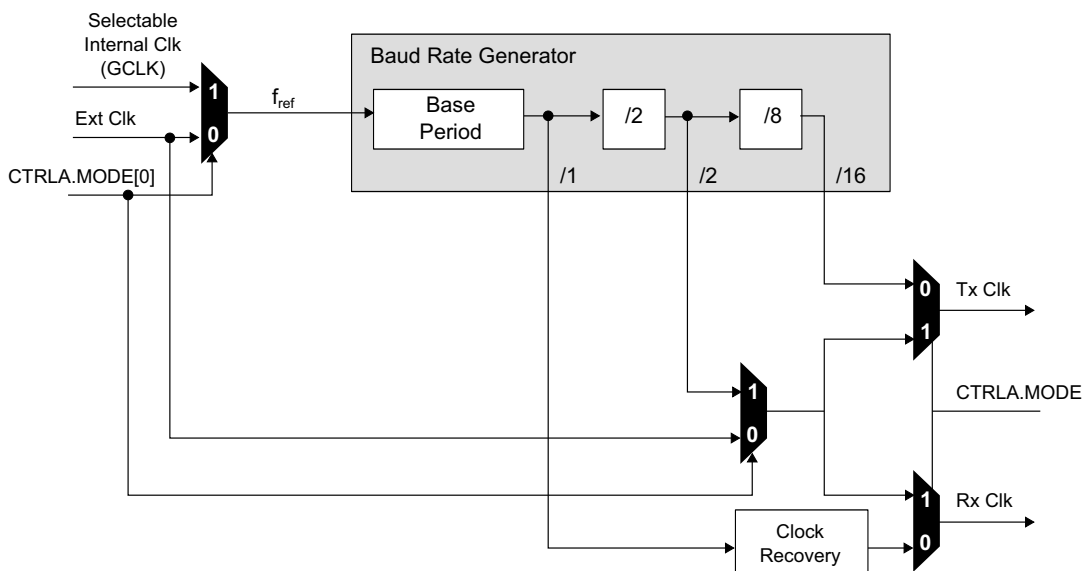 Selectable
Internal Clk
(GCLK)
Ext Clk
CTRLA.MODE[0]
1
0
fref
Baud Rate Generator
Base
Period
/2
/8
/1
/2
/16
0
1
Tx Clk
1
0
CTRLA.MODE
1
0
Rx Clk
Clock
Recovery